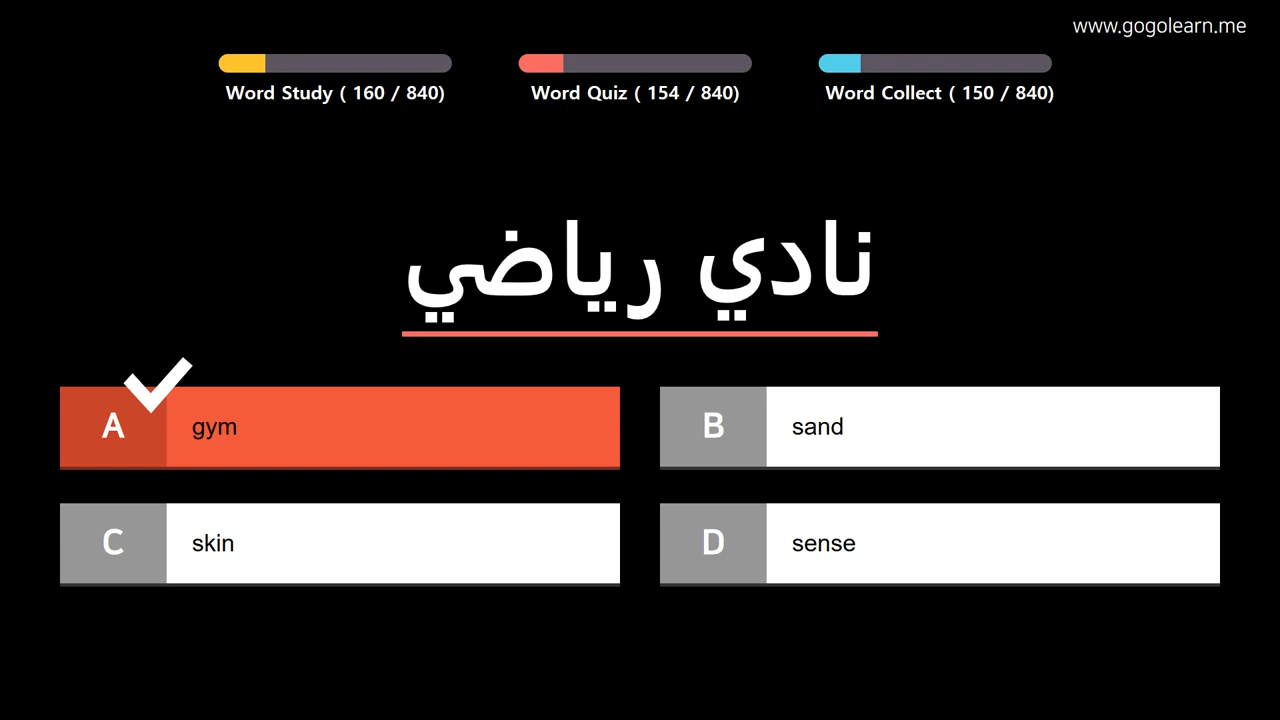 www.gogolearn.me
Word Study ( 160 / 840)
Word Quiz ( 154 / 840)
Word Collect ( 150 / 840)
نادي رياضي
A gym
B sand
C skin
D sense